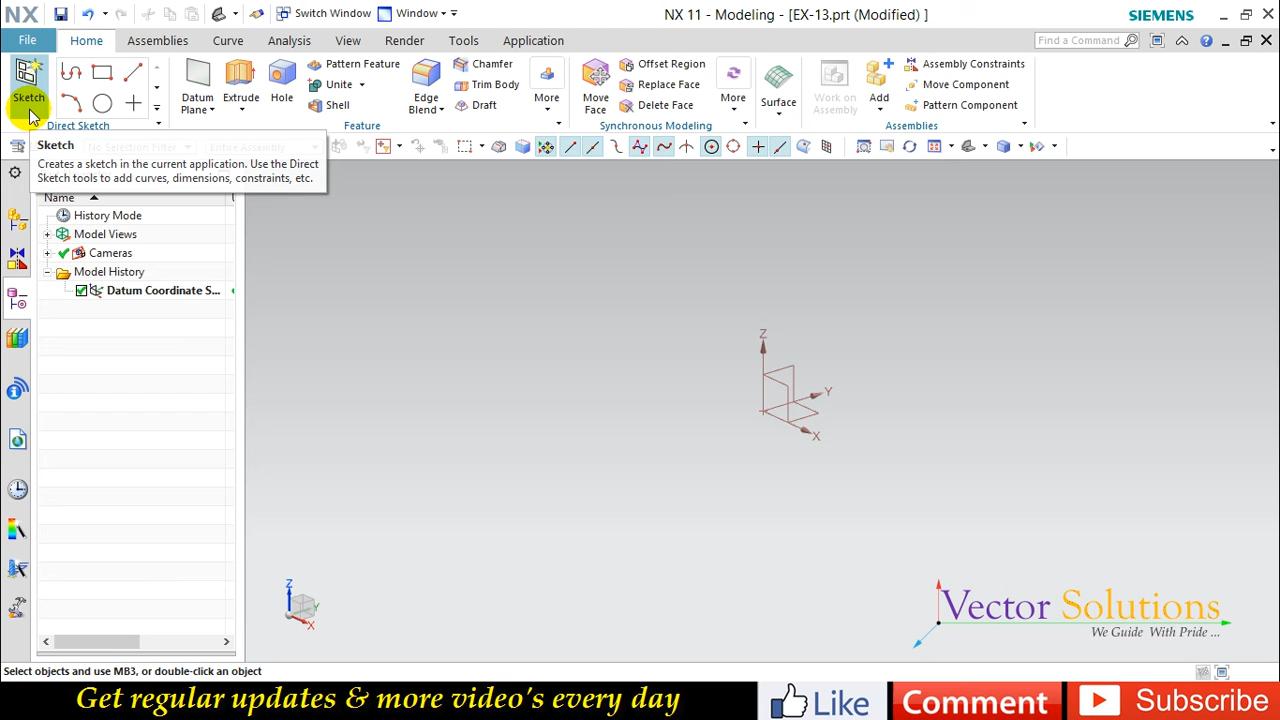 NX
Switch Window
Window
NX 11 - Modeling - [EX-13.prt (Modified) ]
SIEMENS
File
Home
Assemblies
Curve
Analysis
View
Render
Tools
Application
Find a Command
Sketch
Direct Sketch
Datum
Plane
Extrude
Hole
Pattern Feature
Unite
Shell
Edge
Blend
Chamfer
Trim Body
Draft
More
Feature
Move
Face
Offset Region
Replace Face
Delete Face
More
Synchronous Modeling
Surface
Work on
Assembly
Add
Assembly Constraints
Move Component
Pattern Component
Assemblies
No Selection Filter
Entire Assembly
Sketch
Creates a sketch in the current application. Use the Direct
Sketch tools to add curves, dimensions, constraints, etc.
Name
History Mode
Model Views
Cameras
Model History
Datum Coordinate S...
Z
Y
X
Z
Y
X
Vector Solutions
We Guide With Pride ...
Select objects and use MB3, or double-click an object
Get regular updates & more video's every day
Like
Comment
Subscribe